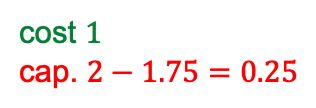 cost 1
cap. 2 − 1.75 = 0.25